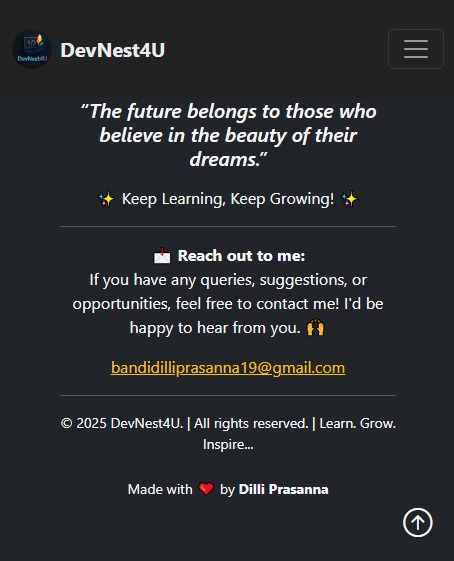 DevNest4U
DevNest4U
“The future belongs to those who
believe in the beauty of their
dreams.”
✨ Keep Learning, Keep Growing! ✨
📩 Reach out to me:
If you have any queries, suggestions, or
opportunities, feel free to contact me! I'd be
happy to hear from you. 🙌
bandidilliprasanna19@gmail.com
© 2025 DevNest4U. | All rights reserved. | Learn. Grow.
Inspire...
Made with ❤️ by Dilli Prasanna